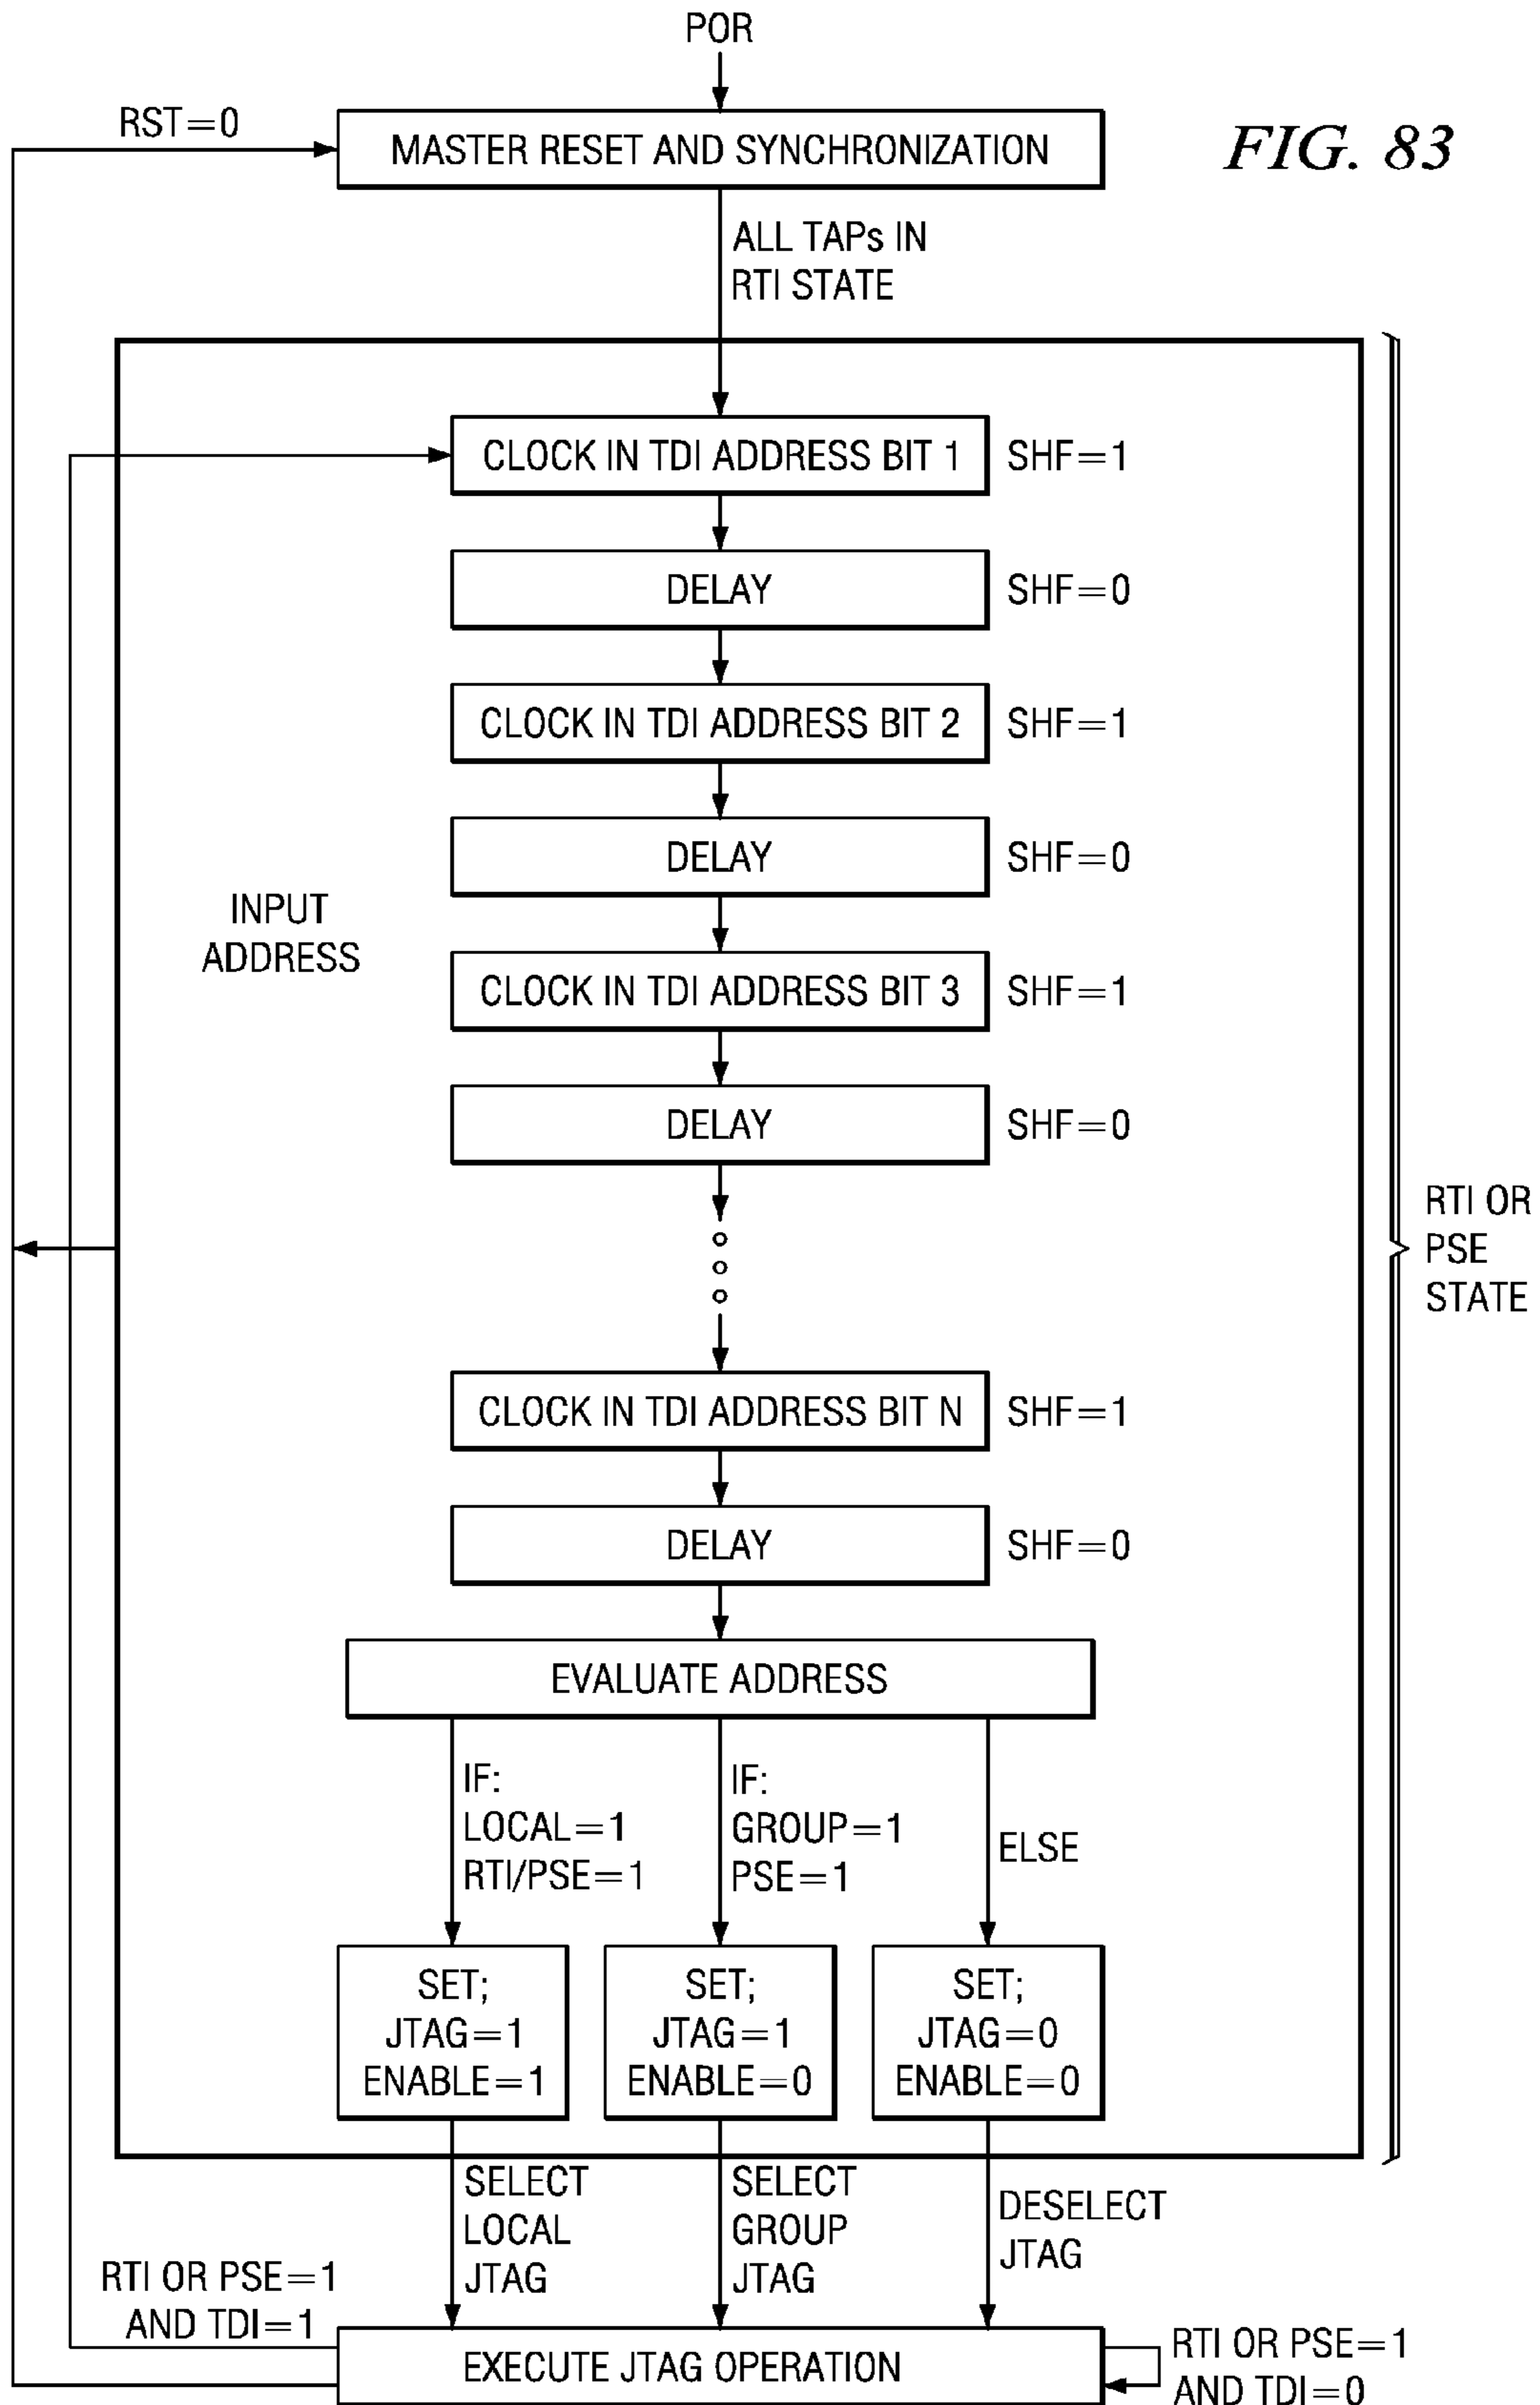 POR
RST=0
MASTER RESET AND SYNCHRONIZATION
FIG. 83
ALL TAPs IN
RTI STATE
CLOCK IN TDI ADDRESS BIT 1
SHF=1
DELAY
SHF=0
CLOCK IN TDI ADDRESS BIT 2
SHF=1
DELAY
SHF=0
INPUT
ADDRESS
CLOCK IN TDI ADDRESS BIT 3
SHF=1
DELAY
SHF=0
RTI OR
PSE
STATE
CLOCK IN TDI ADDRESS BIT N
SHF=1
DELAY
SHF=0
EVALUATE ADDRESS
IF:
LOCAL=1
RTI/PSE=1
IF:
GROUP=1
PSE=1
ELSE
SET;
JTAG=1
ENABLE=1
SET;
JTAG=1
ENABLE=0
SET;
JTAG=0
ENABLE=0
SELECT
LOCAL
JTAG
SELECT
GROUP
JTAG
DESELECT
JTAG
RTI OR PSE=1
AND TDI=1
EXECUTE JTAG OPERATION
RTI OR PSE=1
AND TDI=0